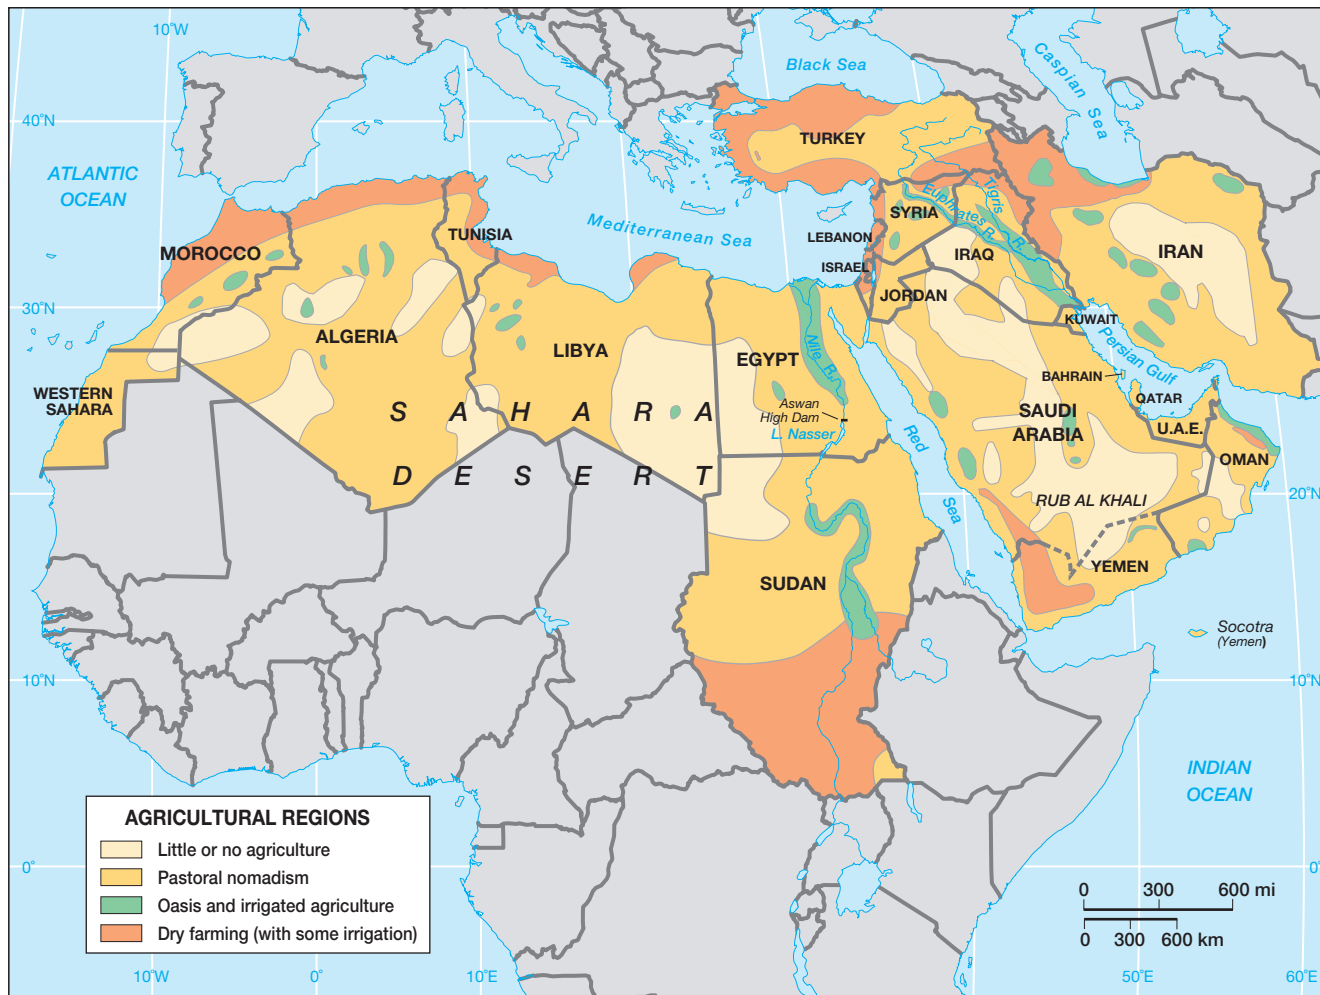 10°W
Black Sea
Caspian Sea
40°N
TURKEY
ATLANTIC
OCEAN
Tigris
R.
SYRIA
Euphrates R.
Mediterranean Sea
TUNISIA
LEBANON
MOROCCO
IRAQ
IRAN
ISRAEL
JORDAN
30°N
KUWAIT
ALGERIA
LIBYA
EGYPT
Nile R.
Persian Gulf
BAHRAIN
WESTERN
SAHARA
QATAR
Aswan
High Dam
SAHARA
SAUDI
ARABIA
U.A.E.
L. Nasser
Red
Sea
OMAN
DESERT
20°N
RUB AL KHALI
YEMEN
SUDAN
Socotra
(Yemen)
10°N
10°N
INDIAN
OCEAN
AGRICULTURAL REGIONS
Little or no agriculture
Pastoral nomadism
Oasis and irrigated agriculture
Dry farming (with some irrigation)
0°
0°
0 300 600 mi
0 300 600 km
10°W
0°
10°E
50°E
60°E